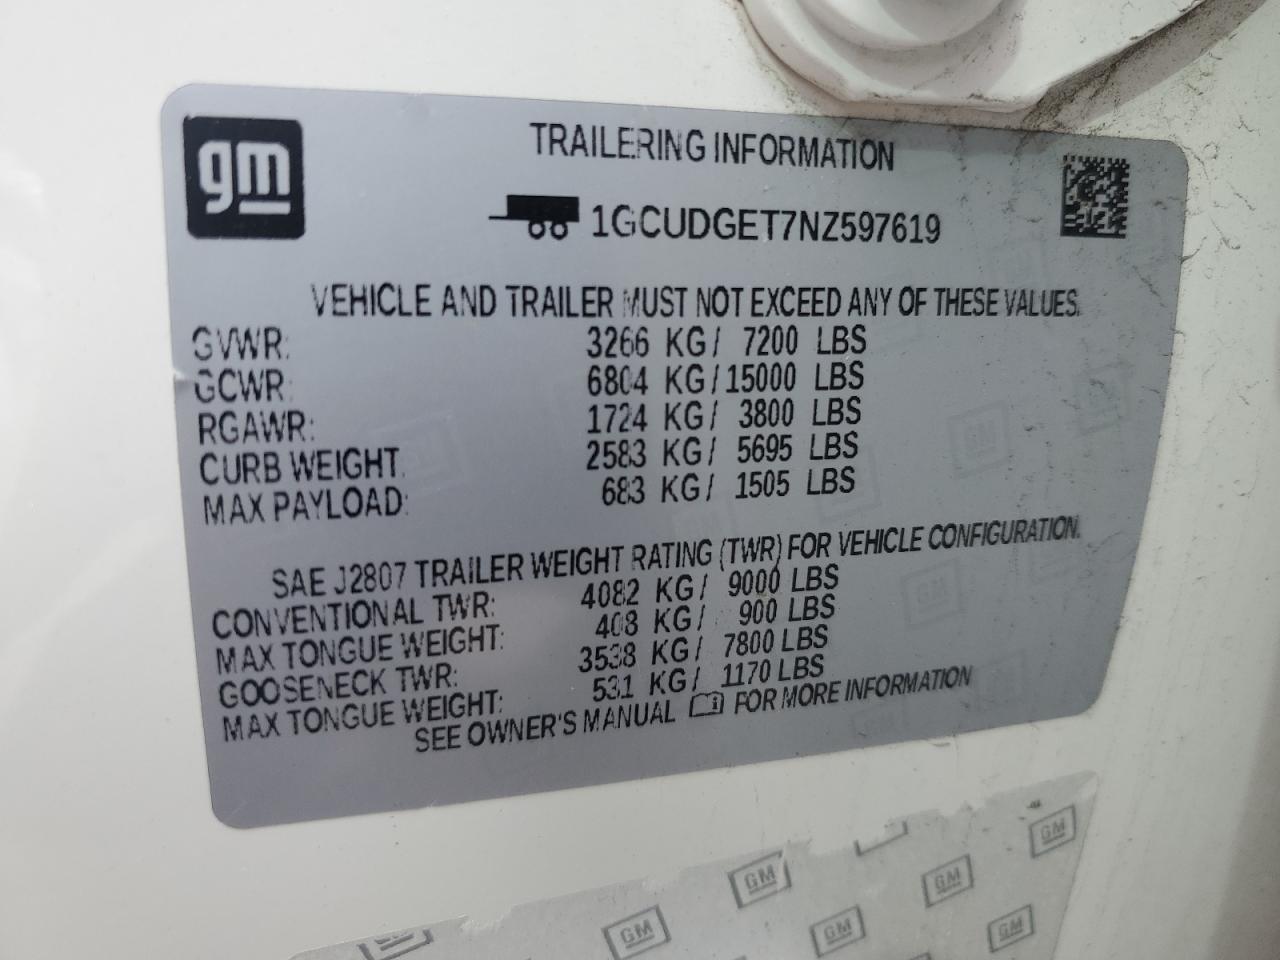 gm
TRAILERING INFORMATION
1GCUDGET7NZ597619
VEHICLE AND TRAILER MUST NOT EXCEED ANY OF THESE VALUES.
GVWR: 3266 KG/ 7200 LBS
GCWR: 6804 KG/15000 LBS
RGAWR: 1724 KG/ 3800 LBS
CURB WEIGHT: 2583 KG/ 5695 LBS
MAX PAYLOAD: 683 KG/ 1505 LBS
SAE J2807 TRAILER WEIGHT RATING (TWR) FOR VEHICLE CONFIGURATION.
CONVENTIONAL TWR: 4082 KG/ 9000 LBS
MAX TONGUE WEIGHT: 408 KG/ 900 LBS
GOOSENECK TWR: 3538 KG/ 7800 LBS
MAX TONGUE WEIGHT: 531 KG/ 1170 LBS
SEE OWNER'S MANUAL FOR MORE INFORMATION
GM
GM
GM
GM
GM
GM